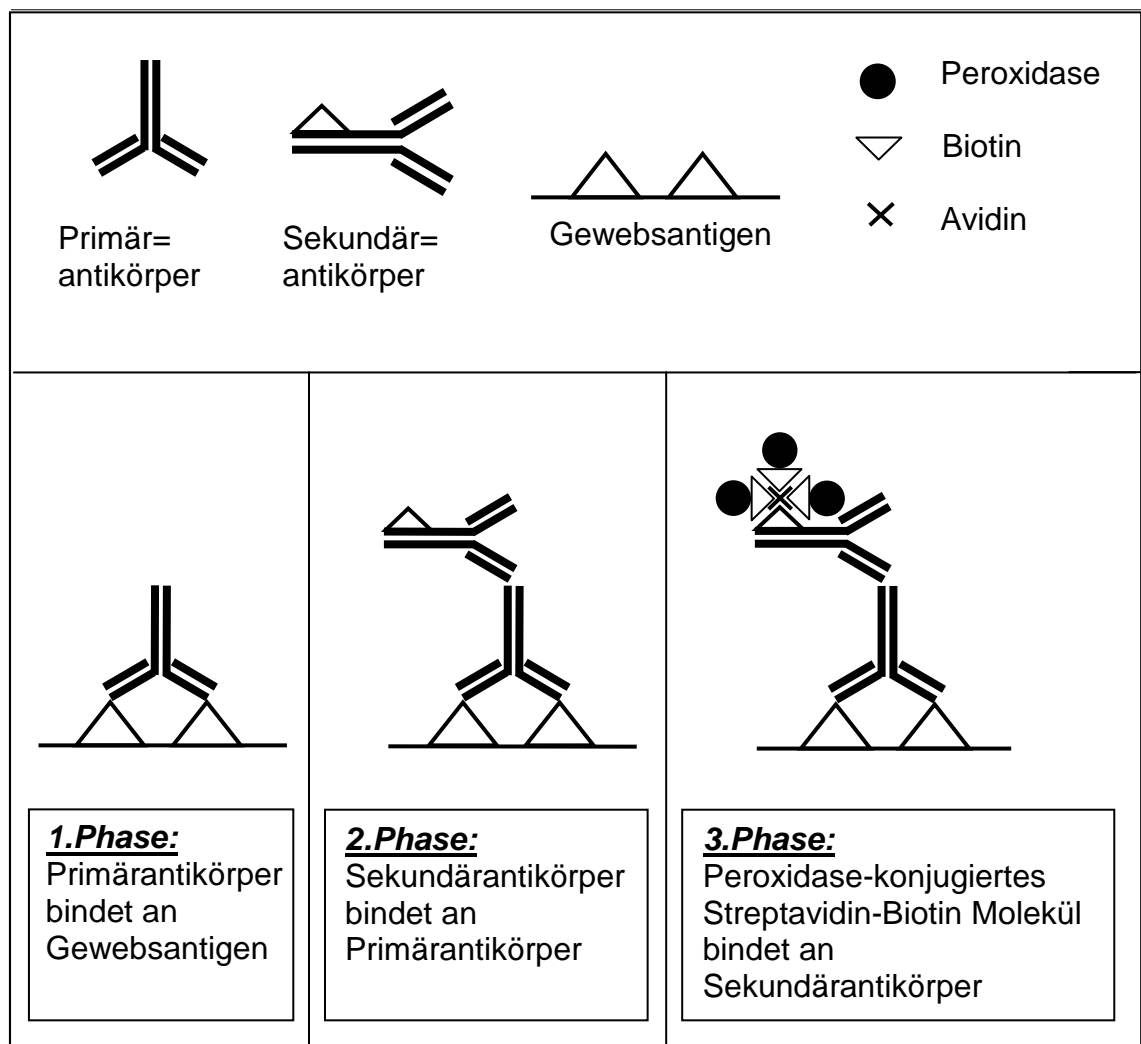 Primär=
antikörper
Sekundär=
antikörper
Gewebsantigen
Peroxidase
Biotin
Avidin
1.Phase:
Primärantikörper
bindet an
Gewebsantigen
2.Phase:
Sekundärantikörper
bindet an
Primärantikörper
3.Phase:
Peroxidase-konjugiertes
Streptavidin-Biotin Molekül
bindet an
Sekundärantikörper